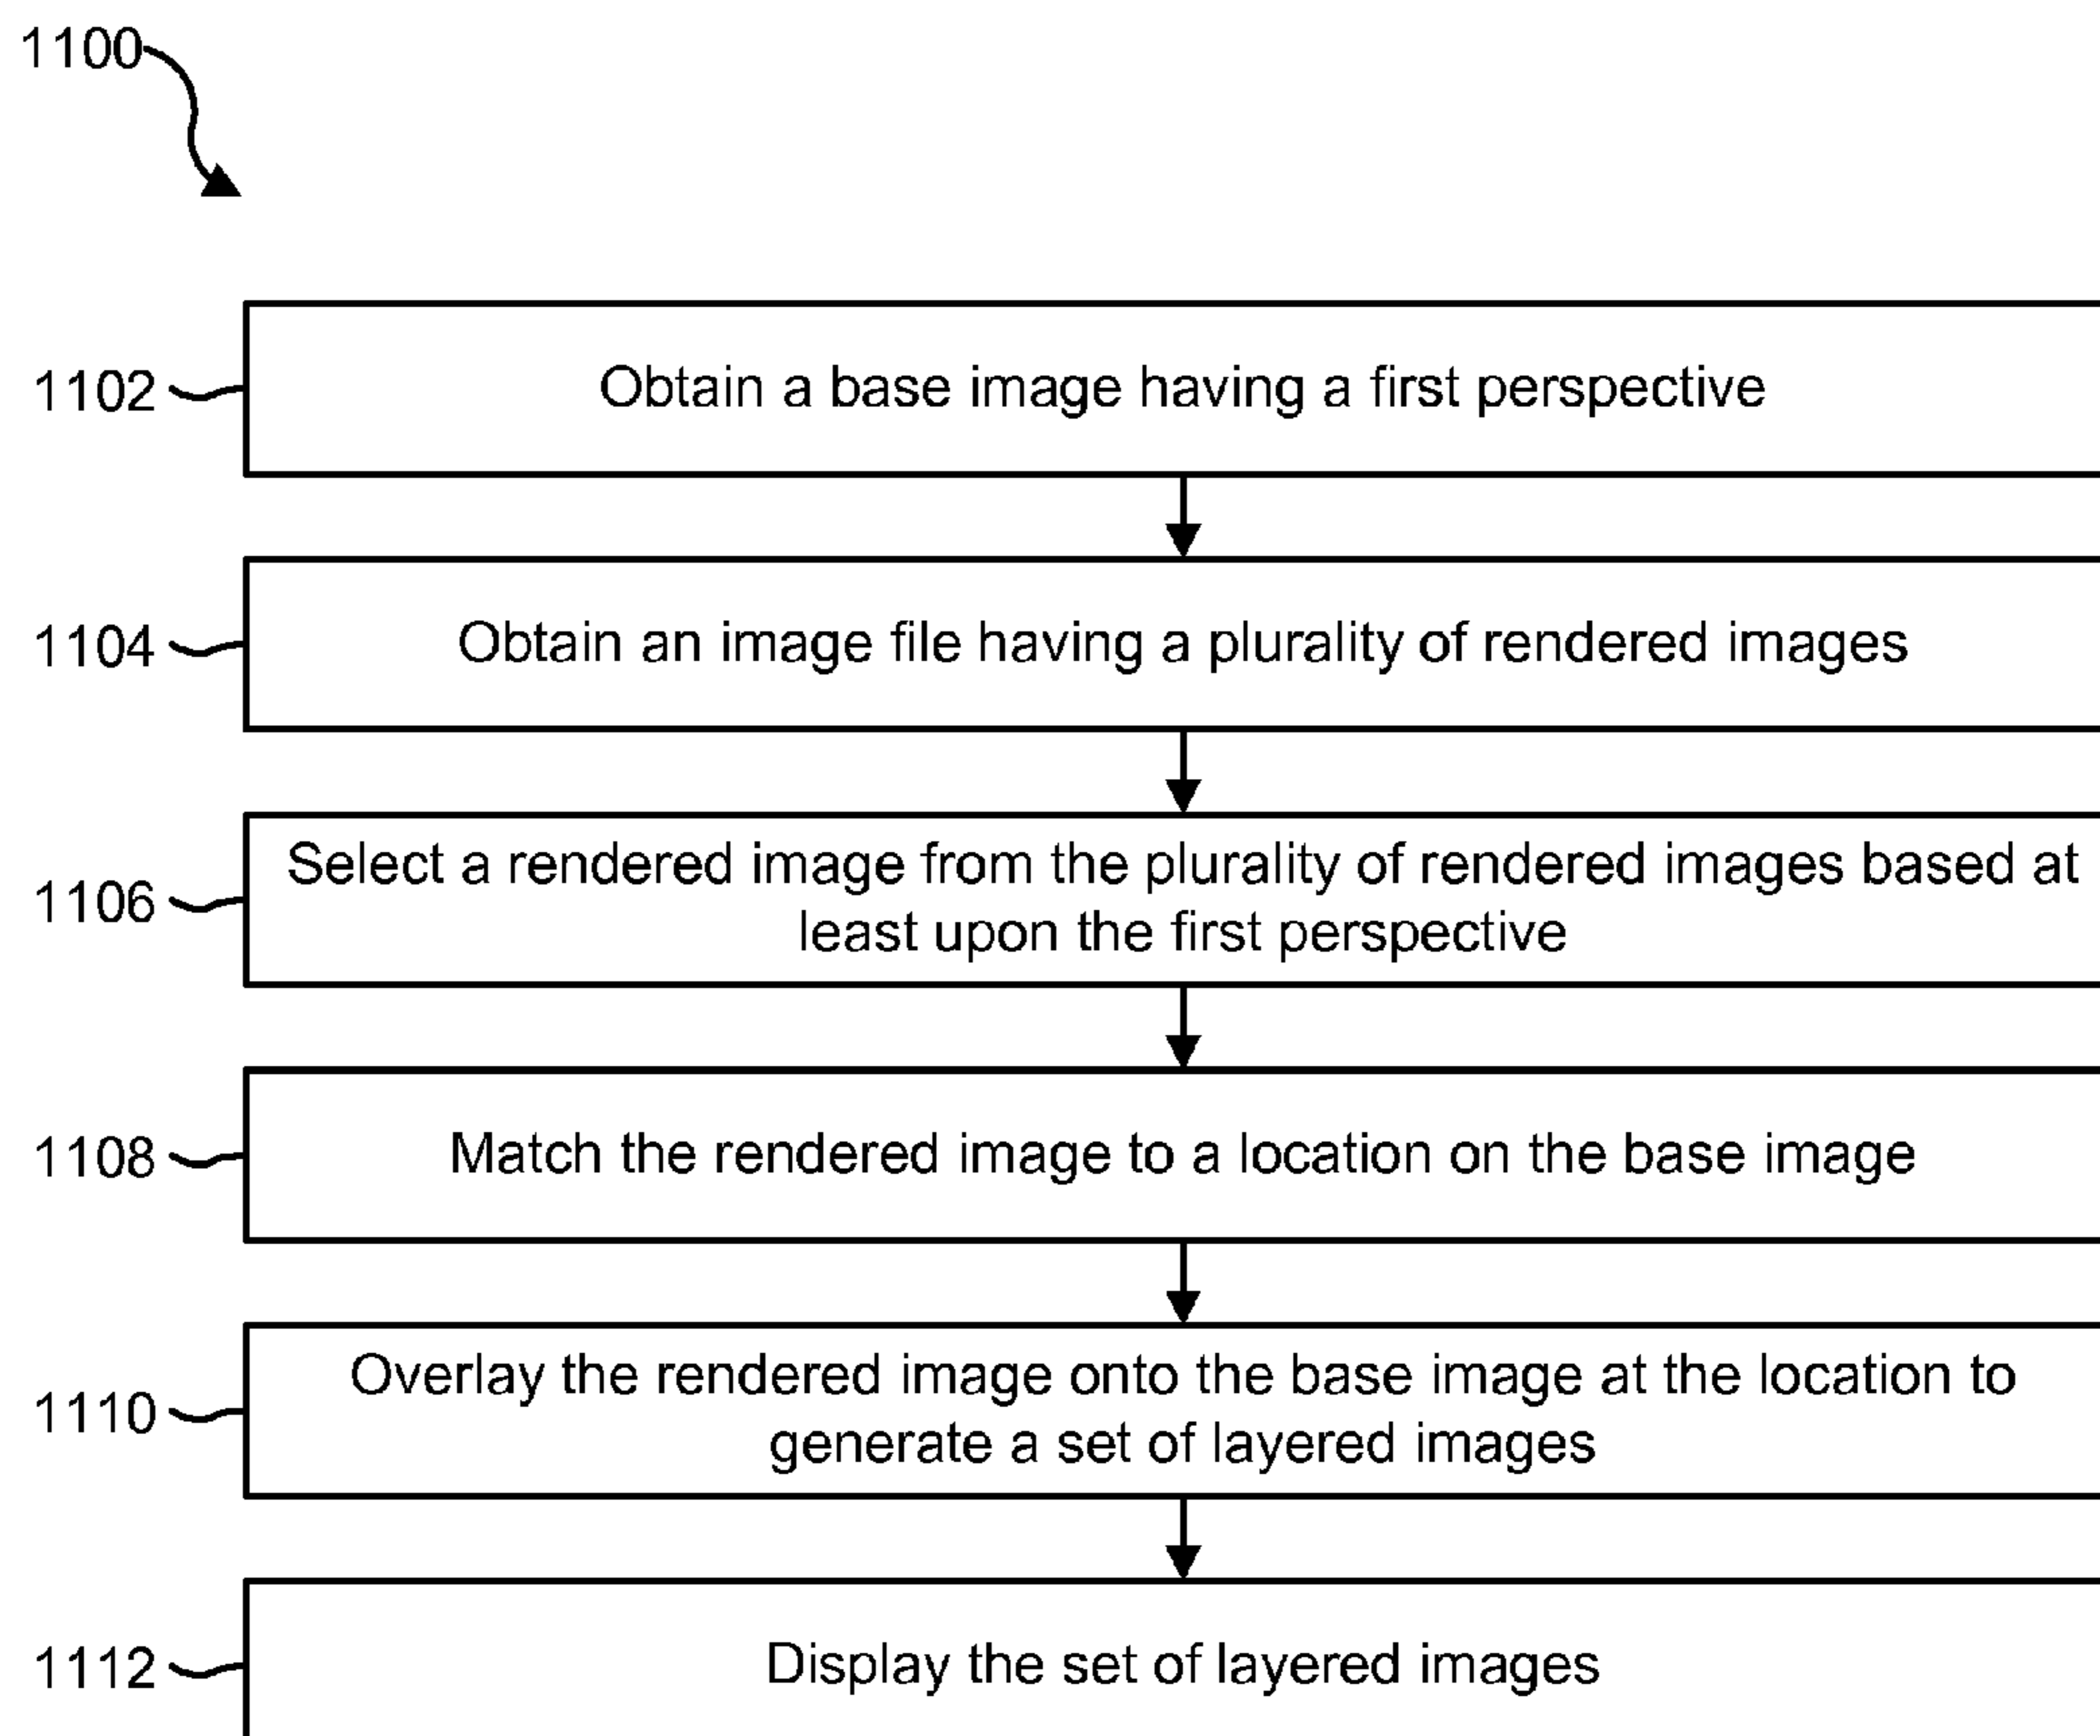 1100
1102
Obtain a base image having a first perspective
1104
Obtain an image file having a plurality of rendered images
1106
Select a rendered image from the plurality of rendered images based at
least upon the first perspective
1108
Match the rendered image to a location on the base image
1110
Overlay the rendered image onto the base image at the location to
generate a set of layered images
1112
Display the set of layered images